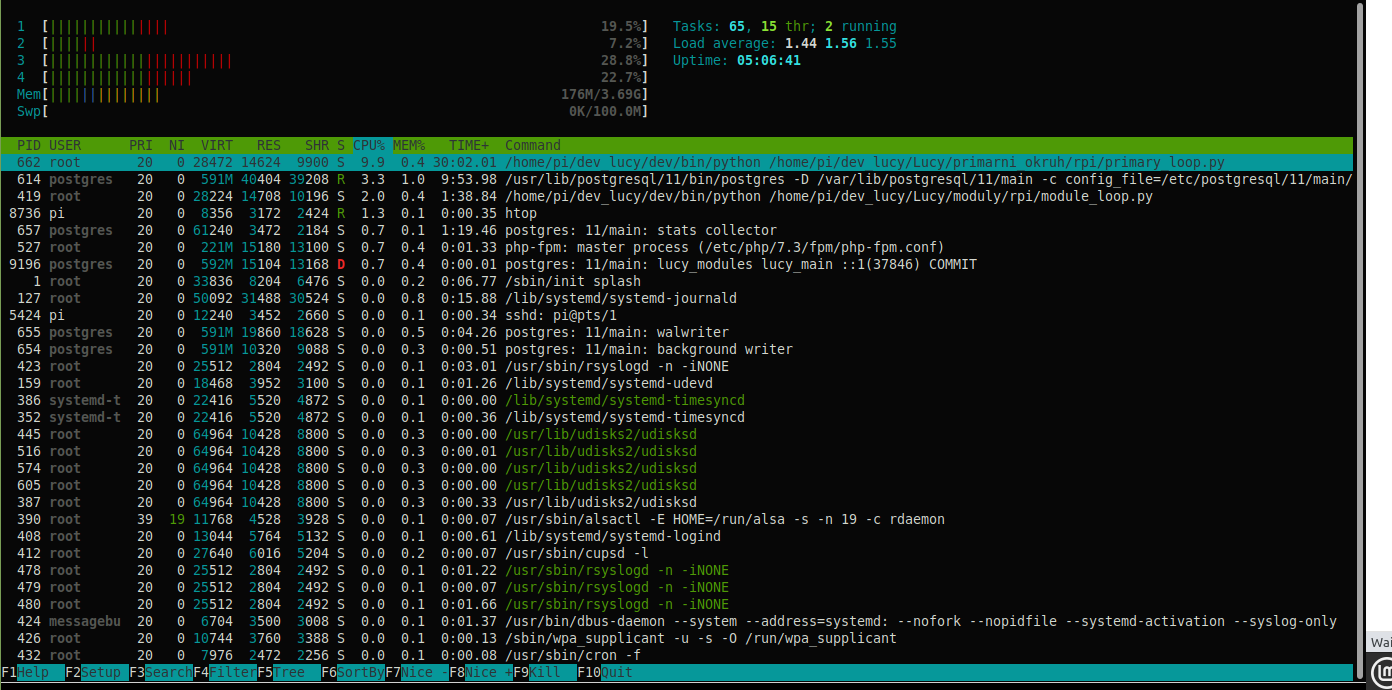 1 [|||||||||||||||19.5%] Tasks: 65, 15 thr; 2 running
2 [||||||7.2%] Load average: 1.44 1.56 1.55
3 [|||||||||||||||||||||||28.8%] Uptime: 05:06:41
4 [||||||||||||||||||22.7%]
Mem[||||||||||||||176M/3.69G]
Swp[0K/100.0M]
PID USER PRI NI VIRT RES SHR S CPU% MEM% TIME+ Command
662 root 20 0 28472 14624 9900 S 9.9 0.4 30:02.01 /home/pi/dev_lucy/dev/bin/python /home/pi/dev_lucy/Lucy/primarni_okruh/rpi/primary_loop.py
614 postgres 20 0 591M 40404 39208 R 3.3 1.0 9:53.98 /usr/lib/postgresql/11/bin/postgres -D /var/lib/postgresql/11/main -c config_file=/etc/postgresql/11/main/
419 root 20 0 28224 14708 10196 S 2.0 0.4 1:38.84 /home/pi/dev_lucy/dev/bin/python /home/pi/dev_lucy/Lucy/moduly/rpi/module_loop.py
8736 pi 20 0 8356 3172 2424 R 1.3 0.1 0:00.35 htop
657 postgres 20 0 61240 3472 2184 S 0.7 0.1 1:19.46 postgres: 11/main: stats collector
527 root 20 0 221M 15180 13100 S 0.7 0.4 0:01.33 php-fpm: master process (/etc/php/7.3/fpm/php-fpm.conf)
9196 postgres 20 0 592M 15104 13168 D 0.7 0.4 0:00.01 postgres: 11/main: lucy_modules lucy_main ::1(37846) COMMIT
1 root 20 0 33836 8204 6476 S 0.0 0.2 0:06.77 /sbin/init splash
127 root 20 0 50092 31488 30524 S 0.0 0.8 0:15.88 /lib/systemd/systemd-journald
5424 pi 20 0 12240 3452 2660 S 0.0 0.1 0:00.34 sshd: pi@pts/1
655 postgres 20 0 591M 19860 18628 S 0.0 0.5 0:04.26 postgres: 11/main: walwriter
654 postgres 20 0 591M 10320 9088 S 0.0 0.3 0:00.51 postgres: 11/main: background writer
423 root 20 0 25512 2804 2492 S 0.0 0.1 0:03.01 /usr/sbin/rsyslogd -n -iNONE
159 root 20 0 18468 3952 3100 S 0.0 0.1 0:01.26 /lib/systemd/systemd-udevd
386 systemd-t 20 0 22416 5520 4872 S 0.0 0.1 0:00.00 /lib/systemd/systemd-timesyncd
352 systemd-t 20 0 22416 5520 4872 S 0.0 0.1 0:00.36 /lib/systemd/systemd-timesyncd
445 root 20 0 64964 10428 8800 S 0.0 0.3 0:00.00 /usr/lib/udisks2/udisksd
516 root 20 0 64964 10428 8800 S 0.0 0.3 0:00.01 /usr/lib/udisks2/udisksd
574 root 20 0 64964 10428 8800 S 0.0 0.3 0:00.00 /usr/lib/udisks2/udisksd
605 root 20 0 64964 10428 8800 S 0.0 0.3 0:00.00 /usr/lib/udisks2/udisksd
387 root 20 0 64964 10428 8800 S 0.0 0.3 0:00.33 /usr/lib/udisks2/udisksd
390 root 39 19 11768 4528 3928 S 0.0 0.1 0:00.07 /usr/sbin/alsactl -E HOME=/run/alsa -s -n 19 -c rdaemon
408 root 20 0 13044 5764 5132 S 0.0 0.1 0:00.61 /lib/systemd/systemd-logind
412 root 20 0 27640 6016 5204 S 0.0 0.2 0:00.07 /usr/sbin/cupsd -l
478 root 20 0 25512 2804 2492 S 0.0 0.1 0:01.22 /usr/sbin/rsyslogd -n -iNONE
479 root 20 0 25512 2804 2492 S 0.0 0.1 0:00.07 /usr/sbin/rsyslogd -n -iNONE
480 root 20 0 25512 2804 2492 S 0.0 0.1 0:01.66 /usr/sbin/rsyslogd -n -iNONE
424 messagebu 20 0 6704 3500 3008 S 0.0 0.1 0:01.37 /usr/bin/dbus-daemon --system --address=systemd: --nofork --nopidfile --systemd-activation --syslog-only
426 root 20 0 10744 3760 3388 S 0.0 0.1 0:00.13 /sbin/wpa_supplicant -u -s -O /run/wpa_supplicant
432 root 20 0 7976 2472 2256 S 0.0 0.1 0:00.08 /usr/sbin/cron -f
F1Help F2Setup F3SearchF4FilterF5Tree F6SortByF7Nice -F8Nice +F9Kill F10Quit
Wai